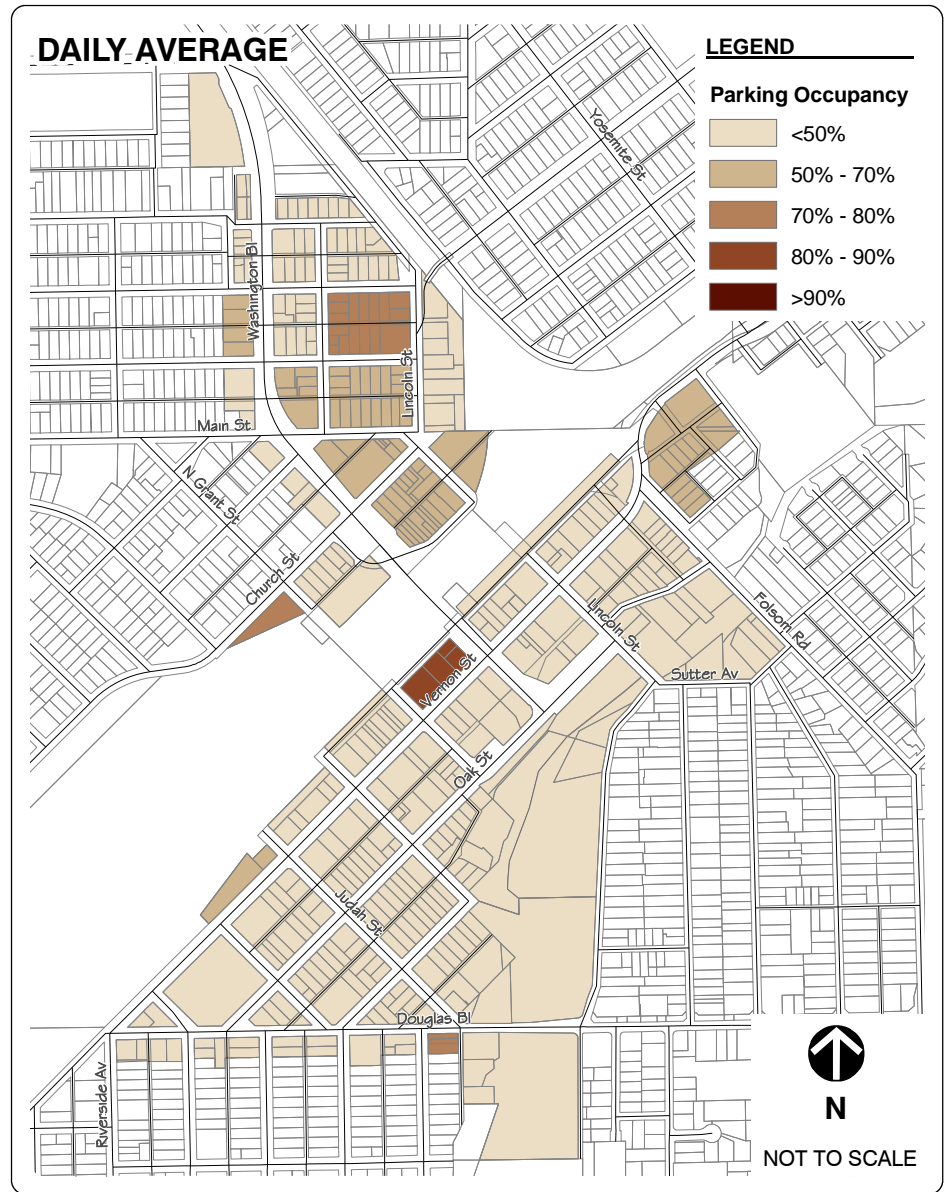 DAILY AVERAGE
LEGEND
Parking Occupancy
<50%
50% - 70%
70% - 80%
80% - 90%
>90%
Yosemite St
Washington Bl
Lincoln St
Main St
N Grant St
Church St
Lincoln St
Folsom Rd
Vernon St
Sutter Av
Oak St
Judah St
Douglas Bl
Riverside Av
N
NOT TO SCALE